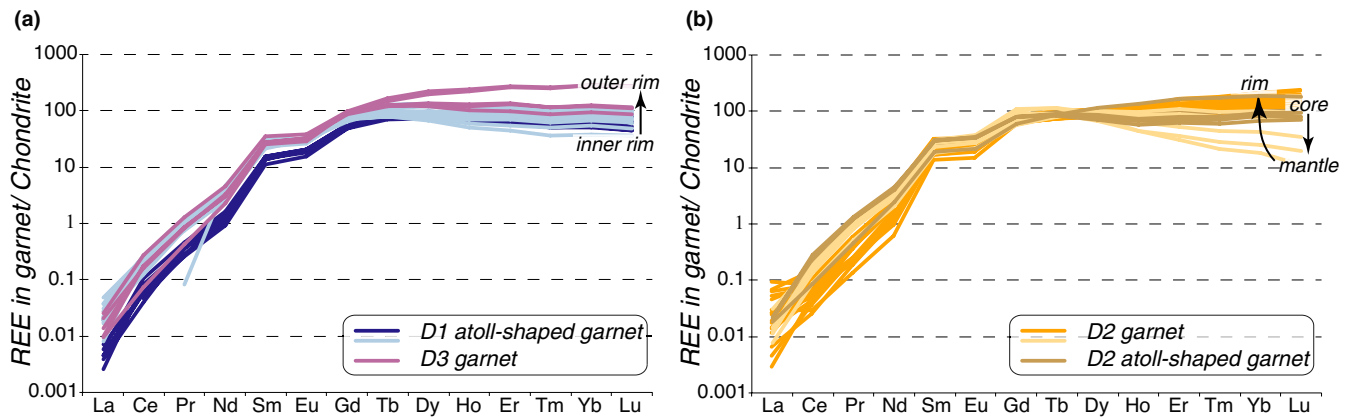 (a)
REE in garnet/ Chondrite
1000
100
10
1
0.1
0.01
0.001
outer rim
inner rim
D1 atoll-shaped garnet
D3 garnet
La Ce Pr Nd Sm Eu Gd Tb Dy Ho Er Tm Yb Lu
(b)
REE in garnet/ Chondrite
1000
100
10
1
0.1
0.01
0.001
rim
core
mantle
D2 garnet
D2 atoll-shaped garnet
La Ce Pr Nd Sm Eu Gd Tb Dy Ho Er Tm Yb Lu